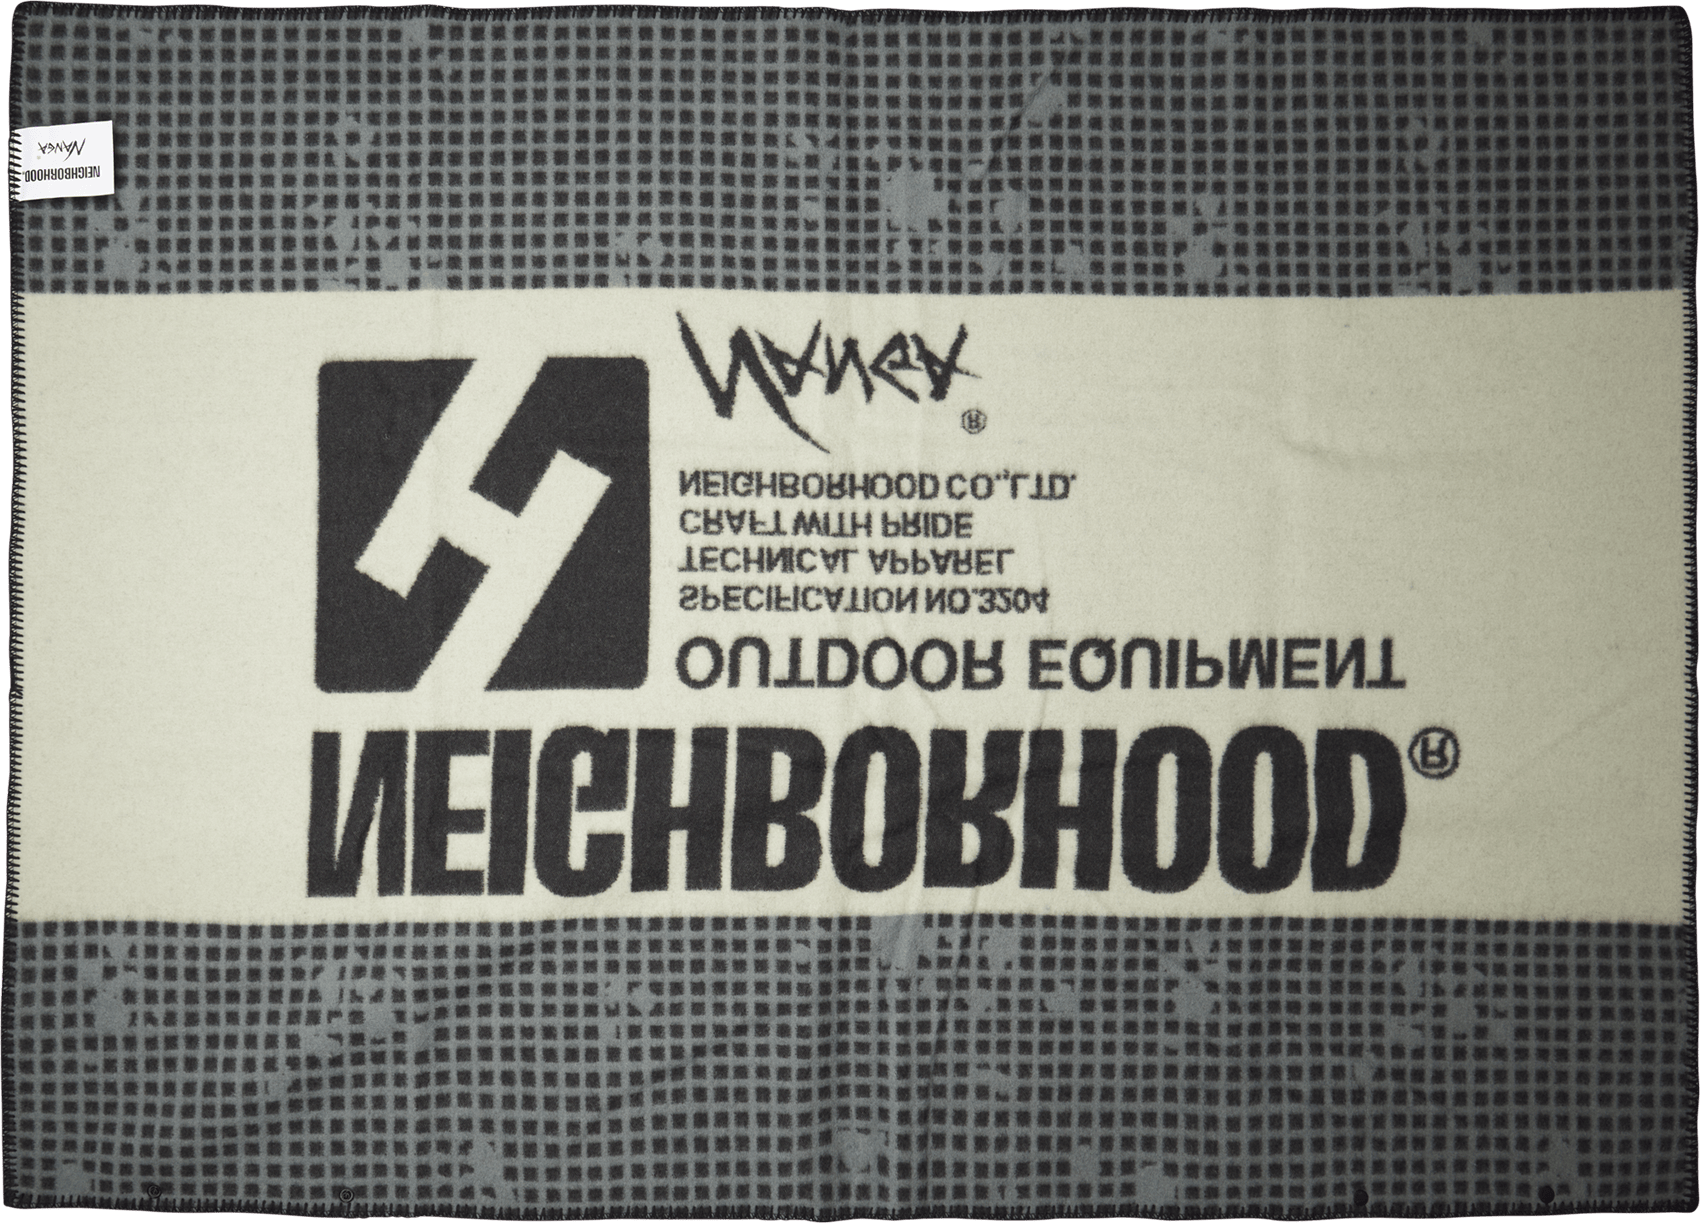 NANGA
NEIGHBORHOOD.
NANGA®
NEIGHBORHOOD CO.,LTD.
CRAFT WITH PRIDE
TECHNICAL APPAREL
SPECIFICATION NO.3204
OUTDOOR EQUIPMENT
NEIGHBORHOOD®